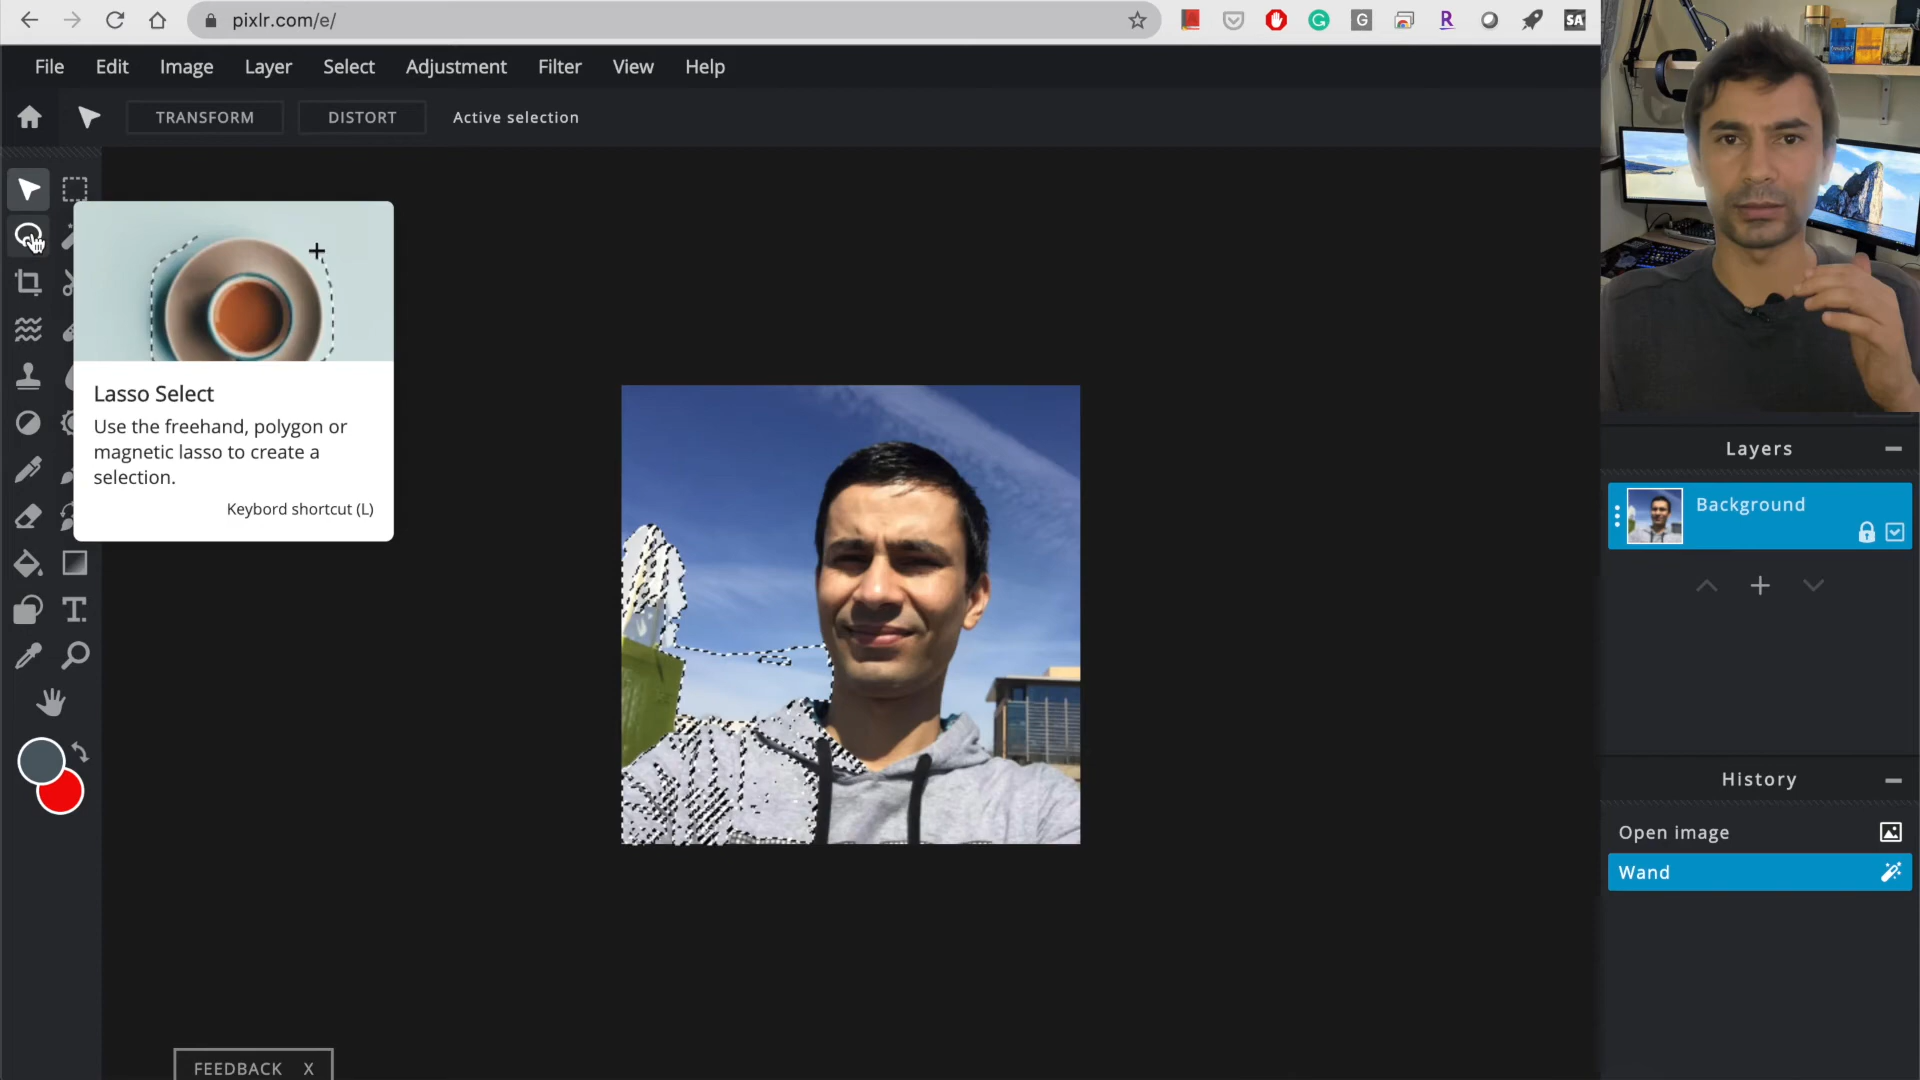 pixlr.com/e/
G
R
SA
File Edit Image Layer Select Adjustment Filter View Help
TRANSFORM DISTORT Active selection
Lasso Select
Use the freehand, polygon or
magnetic lasso to create a
selection.
Keybord shortcut (L)
T.
Layers
Background
History
Open image
Wand
FEEDBACK X